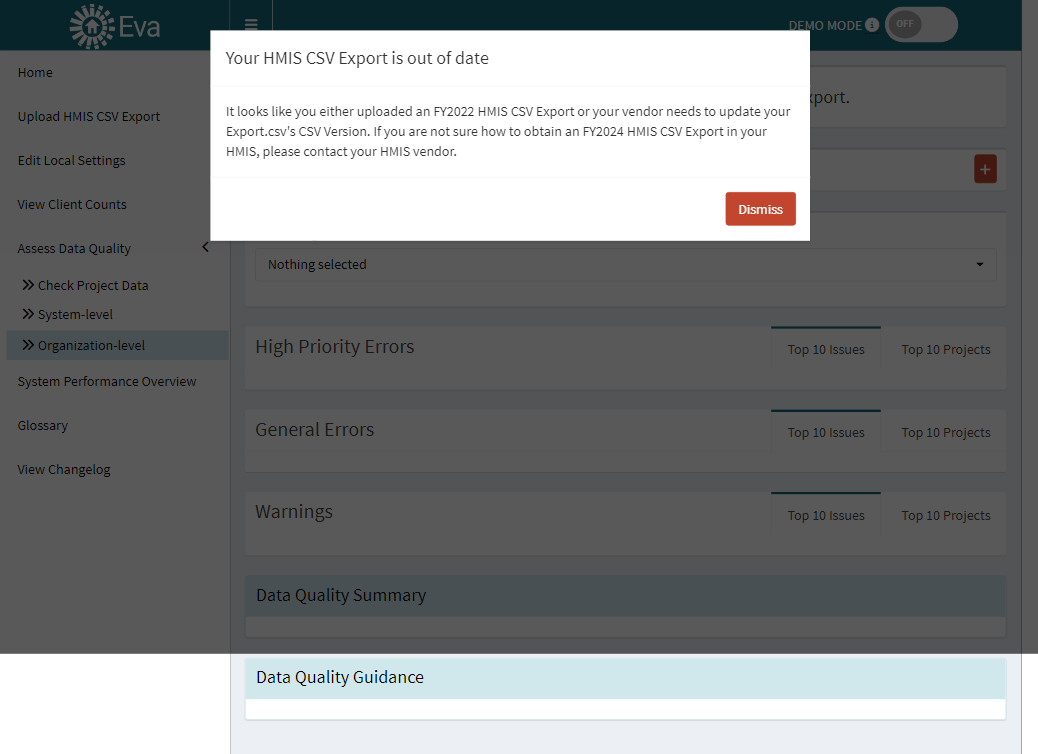 Eva
DEMO MODE
OFF
Your HMIS CSV Export is out of date
It looks like you either uploaded an FY2022 HMIS CSV Export or your vendor needs to update your
Export.csv's CSV Version. If you are not sure how to obtain an FY2024 HMIS CSV Export in your
HMIS, please contact your HMIS vendor.
Dismiss
Home
Upload HMIS CSV Export
Edit Local Settings
View Client Counts
Assess Data Quality
Check Project Data
System-level
Organization-level
System Performance Overview
Glossary
View Changelog
Nothing selected
High Priority Errors
Top 10 Issues
Top 10 Projects
General Errors
Top 10 Issues
Top 10 Projects
Warnings
Top 10 Issues
Top 10 Projects
Data Quality Summary
Data Quality Guidance